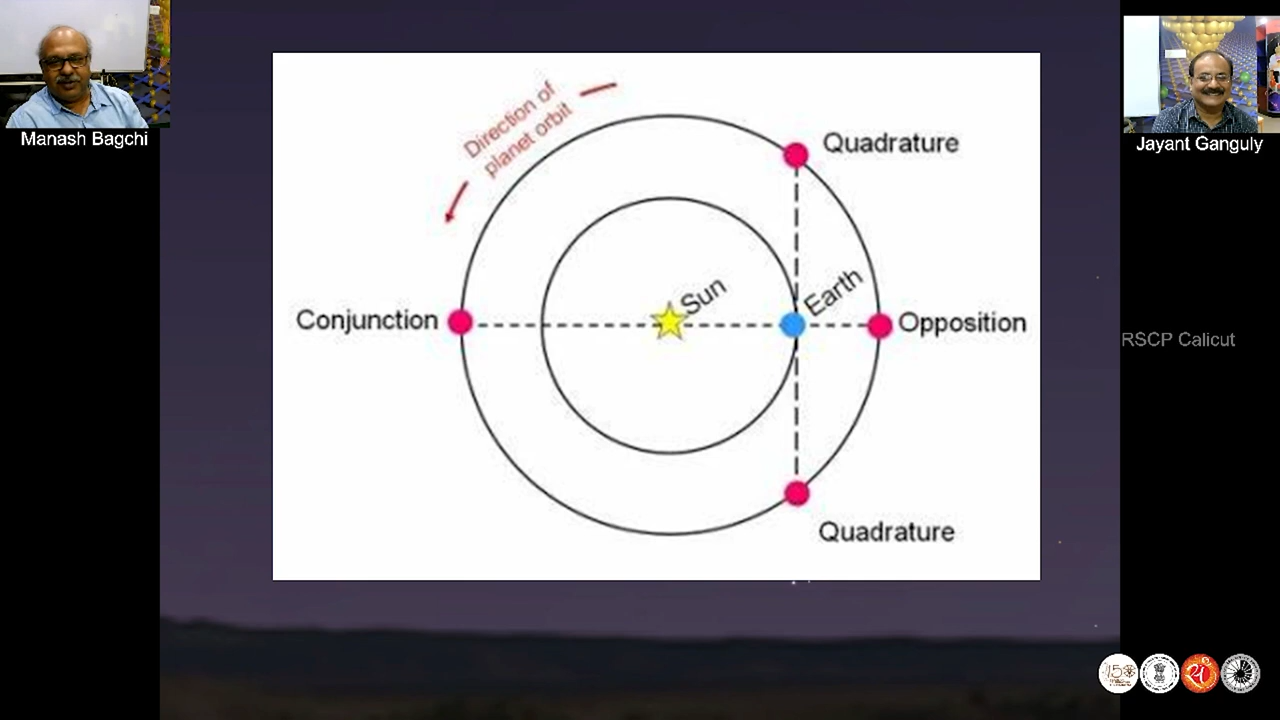 Manash Bagchi
Jayant Ganguly
Direction of
planet orbit
Quadrature
Sun
Earth
Conjunction
Opposition
RSCP Calicut
Quadrature